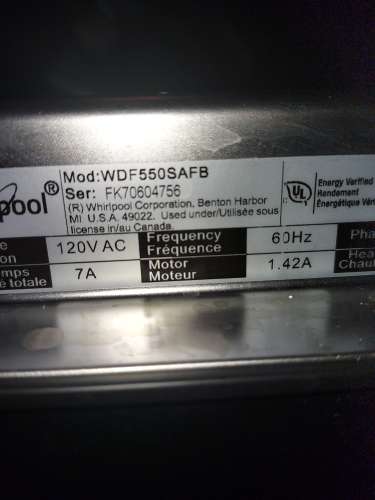 pool® Mod:WDF550SAFB
Ser: FK70604756
(R) Whirlpool Corporation, Benton Harbor
MI. U.S.A. 49022. Used under/Utilisée sous
license in/au Canada.
UL
Energy Verified
Rendement
Énergétique
120V AC Frequency 60Hz
Fréquence
7A Motor 1.42A
totale Moteur